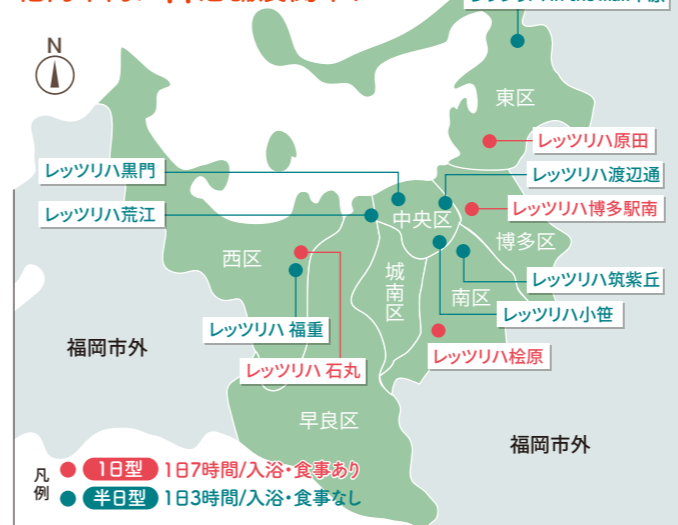 N
東区
レッツリハ原田
レッツリハ黒門
レッツリハ渡辺通
レッツリハ荒江
中央区
レッツリハ博多駅南
博多区
西区
城南区
南区
レッツリハ筑紫丘
レッツリハ 福重
レッツリハ小笹
福岡市外
レッツリハ 石丸
レッツリハ桧原
早良区
福岡市外
凡例
1日型 1日7時間/入浴・食事あり
半日型 1日3時間/入浴・食事なし